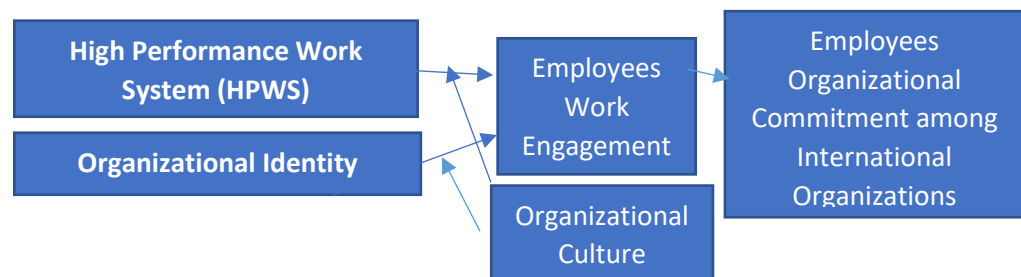 High Performance Work
System (HPWS)
Organizational Identity
Employees
Work
Engagement
Organizational
Culture
Employees
Organizational
Commitment among
International
Organizations